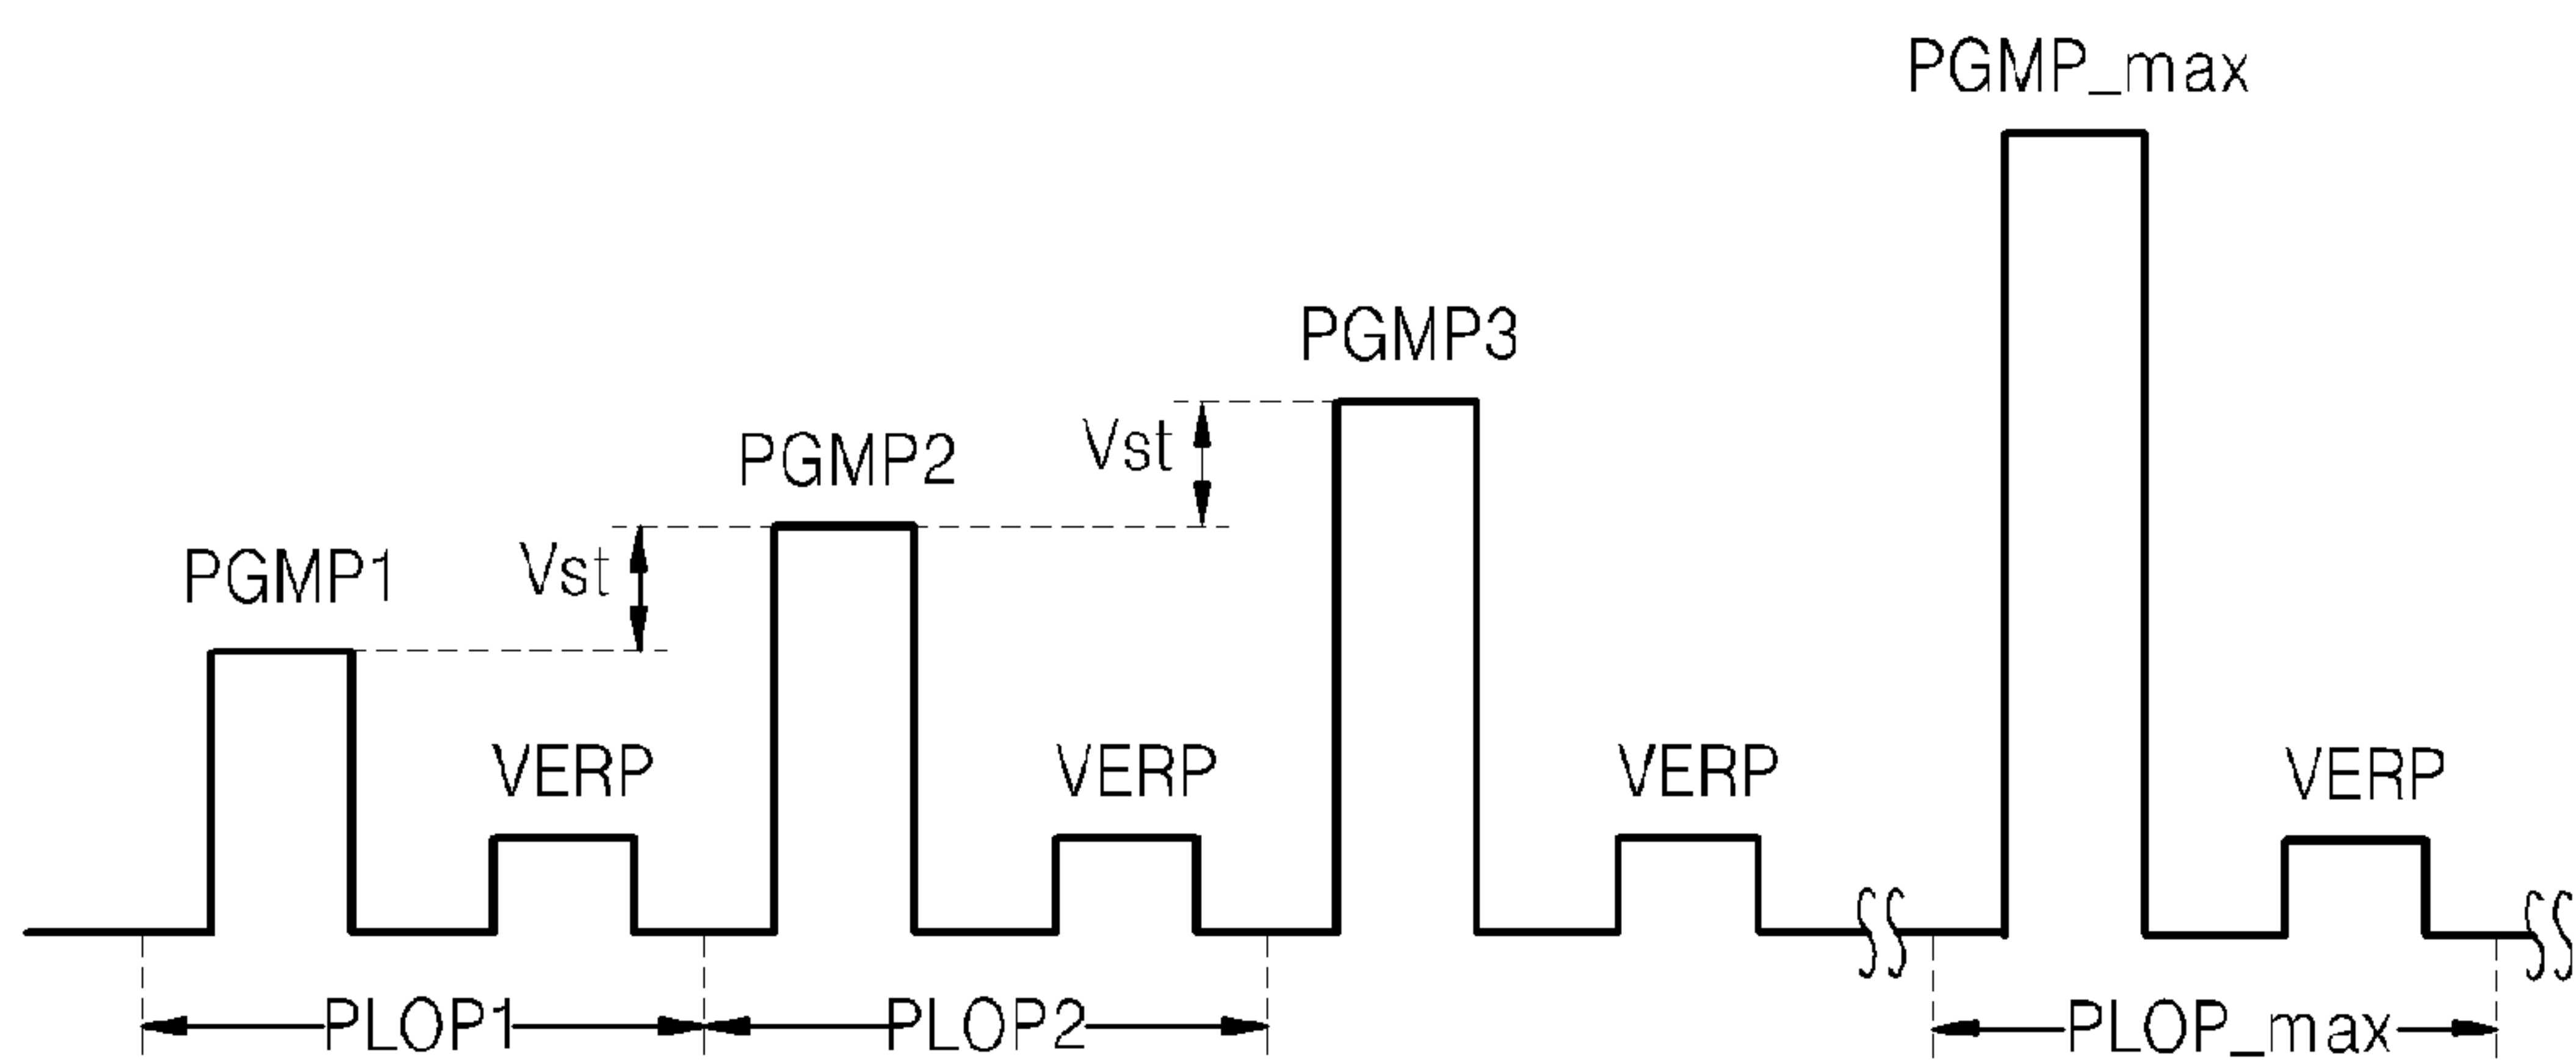 PGMP_max
PGMP3
Vst
PGMP2
Vst
PGMP1
VERP
VERP
VERP
VERP
PLOP1
PLOP2
PLOP_max